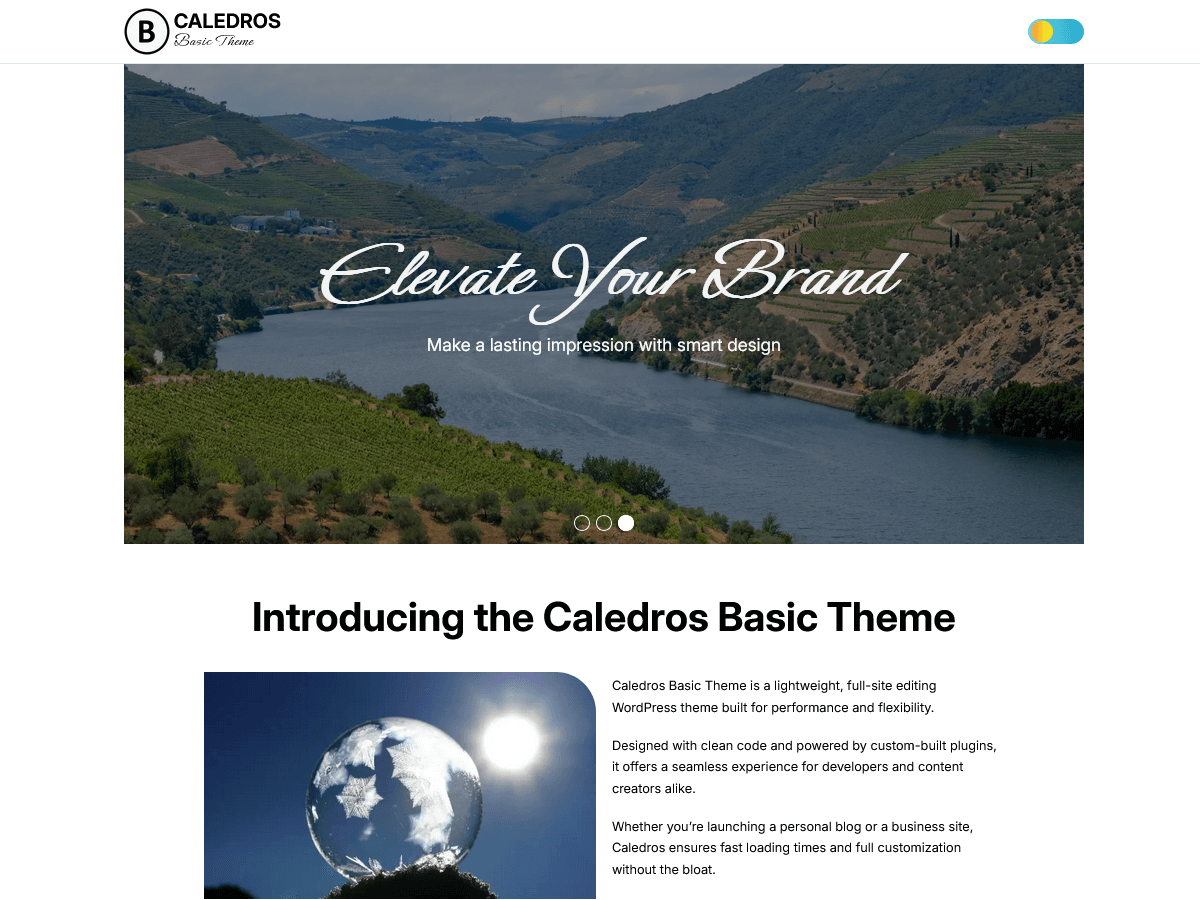 B
CALEDROS
Basic Theme
Elevate Your Brand
Make a lasting impression with smart design
Introducing the Caledros Basic Theme
Caledros Basic Theme is a lightweight, full-site editing
WordPress theme built for performance and flexibility.
Designed with clean code and powered by custom-built plugins,
it offers a seamless experience for developers and content
creators alike.
Whether you’re launching a personal blog or a business site,
Caledros ensures fast loading times and full customization
without the bloat.